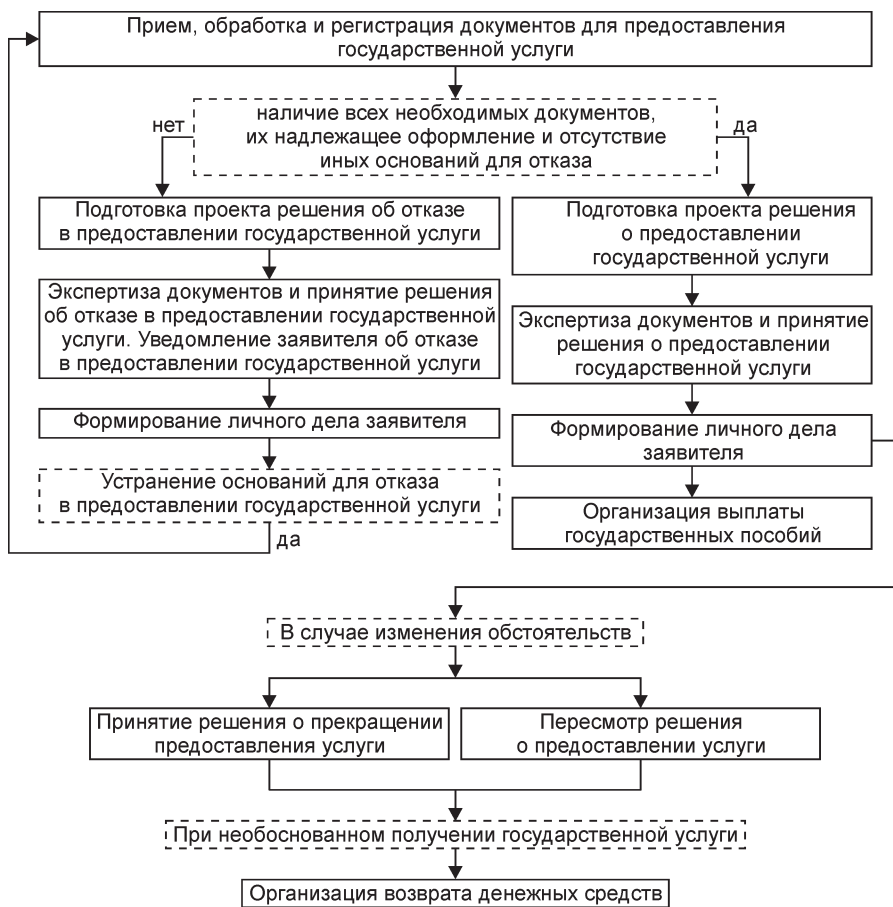 Прием, обработка и регистрация документов для предоставления
государственной услуги
наличие всех необходимых документов,
их надлежащее оформление и отсутствие
иных оснований для отказа
нет
да
Подготовка проекта решения об отказе
в предоставлении государственной услуги
Экспертиза документов и принятие решения
об отказе в предоставлении государственной
услуги. Уведомление заявителя об отказе
в предоставлении государственной услуги
Формирование личного дела заявителя
Устранение оснований для отказа
в предоставлении государственной услуги
да
Подготовка проекта решения
о предоставлении
государственной услуги
Экспертиза документов и принятие
решения о предоставлении
государственной услуги
Формирование личного дела
заявителя
Организация выплаты
государственных пособий
В случае изменения обстоятельств
Принятие решения о прекращении
предоставления услуги
Пересмотр решения
о предоставлении услуги
При необоснованном получении государственной услуги
Организация возврата денежных средств